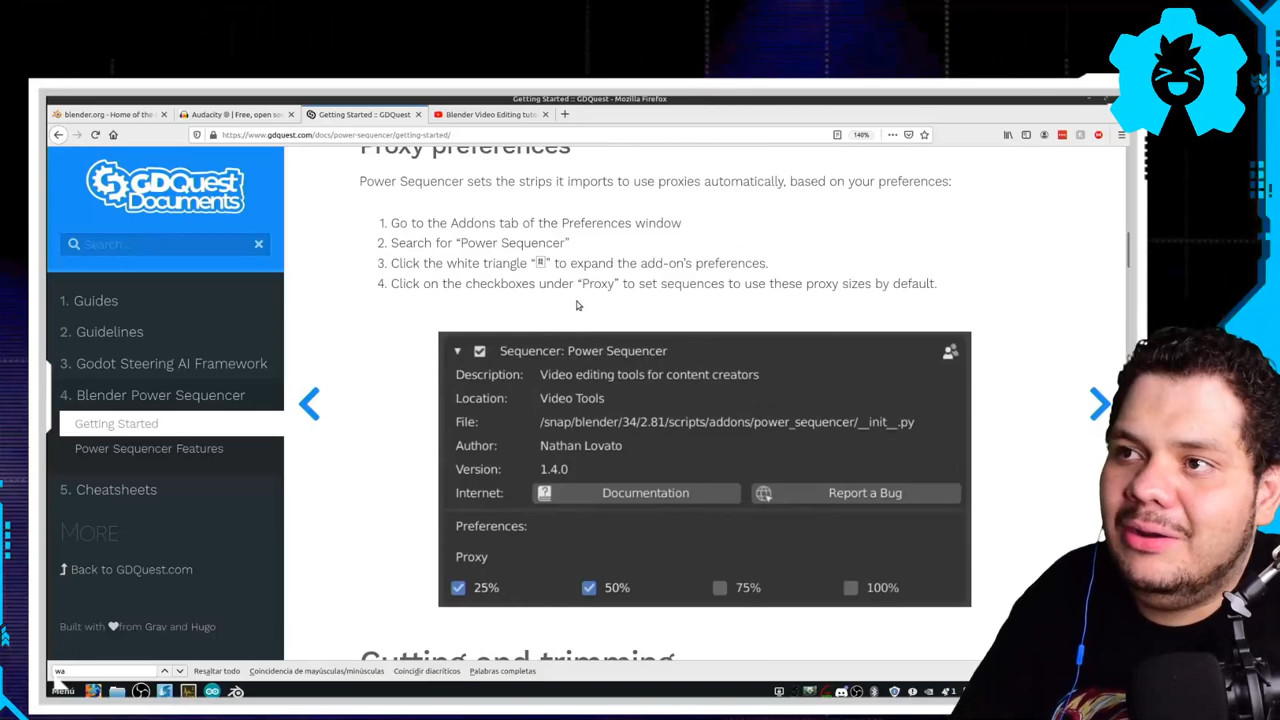 Getting Started :: GDQuest - Mozilla Firefox
blender.org - Home of the
Audacity ® | Free, open so
Getting Started :: GDQuest
Blender Video Editing tuto
https://www.gdquest.com/docs/power-sequencer/getting-started/
140%
GDQuest
Documents
Search...
1. Guides
2. Guidelines
3. Godot Steering AI Framework
4. Blender Power Sequencer
Getting Started
Power Sequencer Features
5. Cheatsheets
MORE
Back to GDQuest.com
Built with from Grav and Hugo
Proxy preferences
Power Sequencer sets the strips it imports to use proxies automatically, based on your preferences:
1. Go to the Addons tab of the Preferences window
2. Search for “Power Sequencer”
3. Click the white triangle “R” to expand the add-on’s preferences.
4. Click on the checkboxes under “Proxy” to set sequences to use these proxy sizes by default.
Sequencer: Power Sequencer
Description: Video editing tools for content creators
Location: Video Tools
File: /snap/blender/34/2.81/scripts/addons/power_sequencer/__init__.py
Author: Nathan Lovato
Version: 1.4.0
Internet: Documentation Report a Bug
Preferences:
Proxy
25% 50% 75% 100%
Cutting and trimming
wa
Resaltar todo Coincidencia de mayúsculas/minúsculas Coincidir diacríticos Palabras completas
Menú